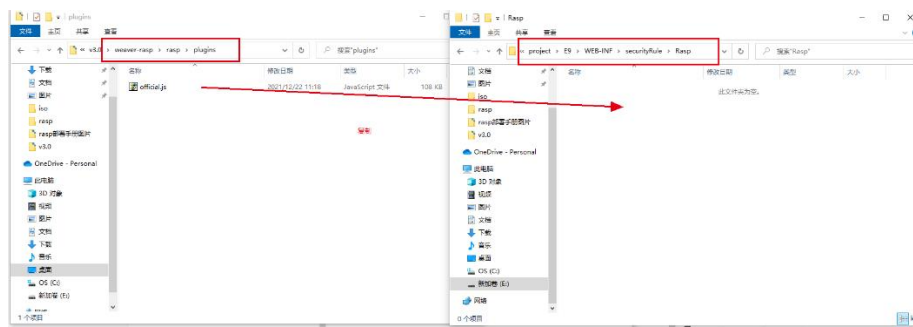 plugins
文件 主页 共享 查看
« v3.0 › weaver-rasp › rasp › plugins
搜索"plugins"
名称 修改日期 类型 大小
official.js 2021/12/22 11:18 JavaScript 文件 108 KB
复制
下载
文档
图片
iso
rasp
rasp部署手册图片
v3.0
OneDrive - Personal
此电脑
3D 对象
视频
图片
文档
下载
音乐
桌面
OS (C:)
新加卷 (E:)
网络
1 个项目
Rasp
文件 主页 共享 查看
« project › E9 › WEB-INF › securityRule › Rasp
搜索"Rasp"
名称 修改日期 类型 大小
此文件夹为空。
文档
图片
iso
rasp
rasp部署手册图片
v3.0
OneDrive - Personal
此电脑
3D 对象
视频
图片
文档
下载
音乐
桌面
OS (C:)
新加卷 (E:)
网络
0 个项目